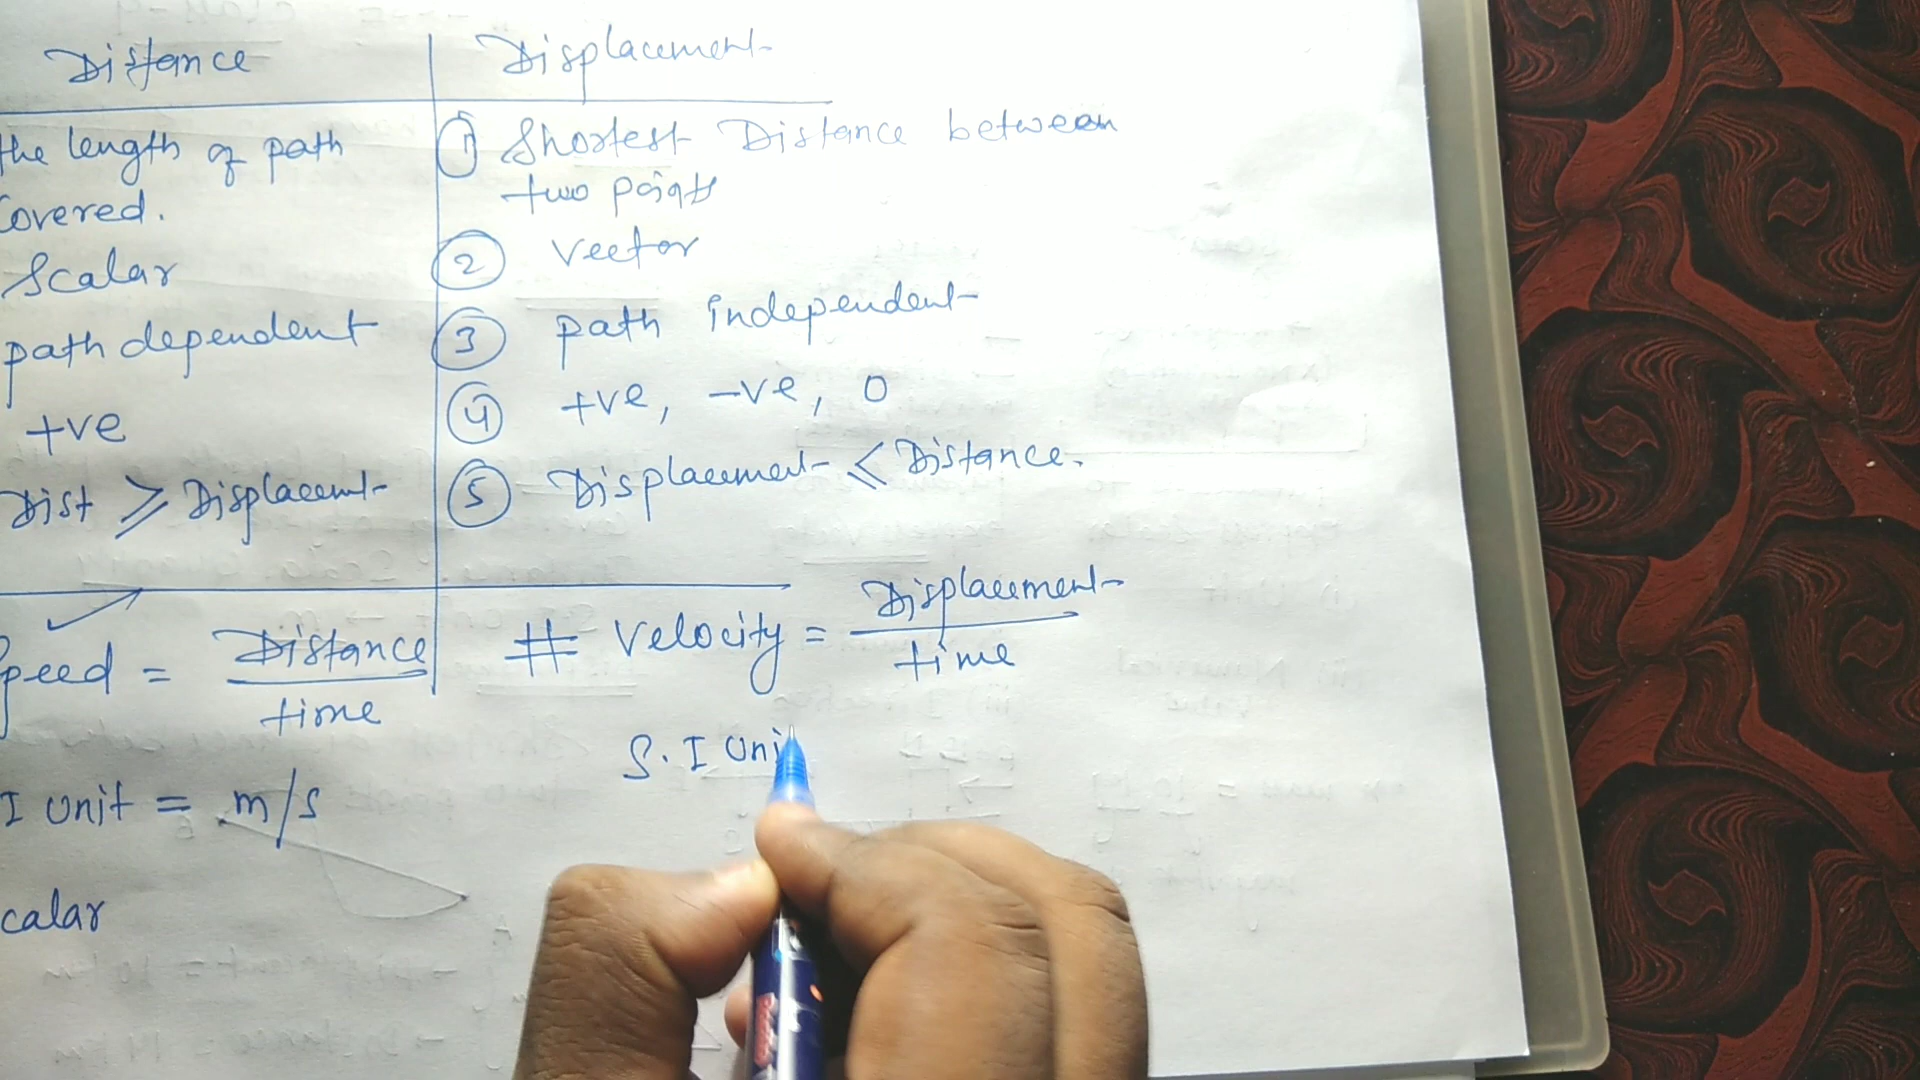 Distance
Displacement
the length of path
Covered.
Scalar
path dependent
+ve
Dist ⩾ Displacemt
① Shortest Distance between
two points
② Vector
③ path independent
④ +ve, -ve, 0
⑤ Displacement ⩽ Distance.
Speed = Distance / time
I unit = m/s
calar
# Velocity = Displacement / time
S.I Uni